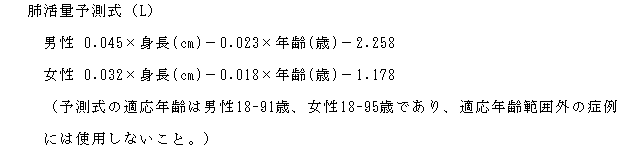 肺活量予測式（L）
男性 0.045×身長(cm)－0.023×年齢(歳)－2.258
女性 0.032×身長(cm)－0.018×年齢(歳)－1.178
（予測式の適応年齢は男性18-91歳、女性18-95歳であり、適応年齢範囲外の症例
には使用しないこと。）